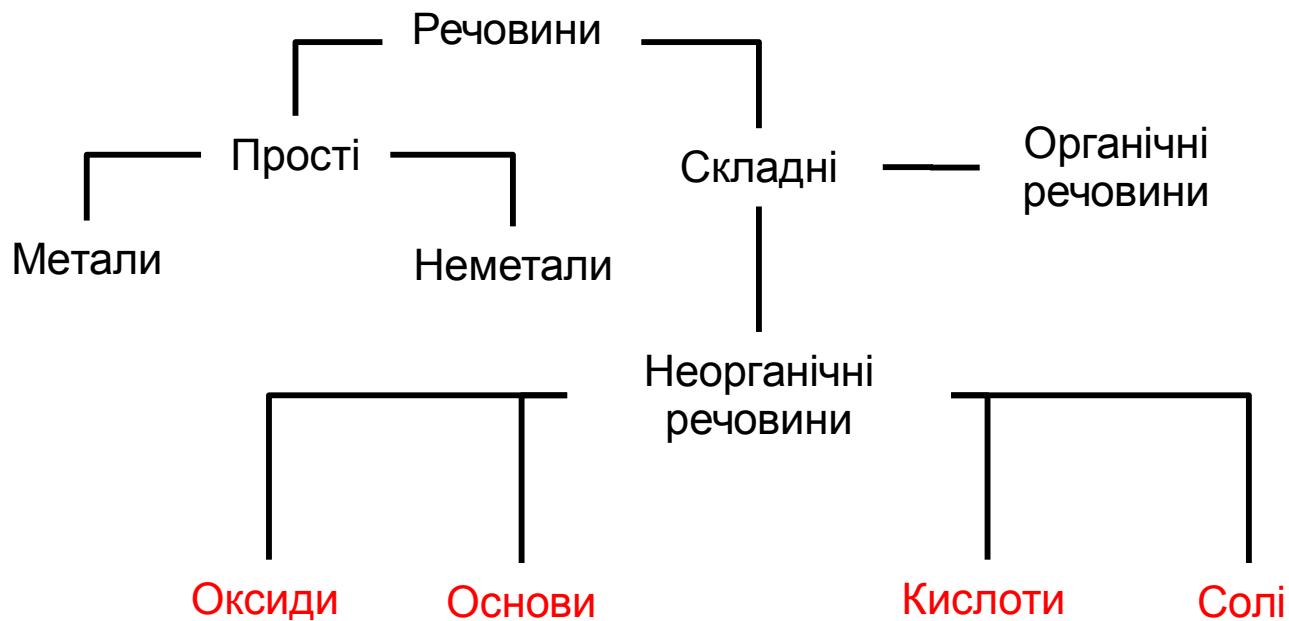 Речовини
Прості
Складні
Органічні
речовини
Метали
Неметали
Неорганічні
речовини
Оксиди
Основи
Кислоти
Солі